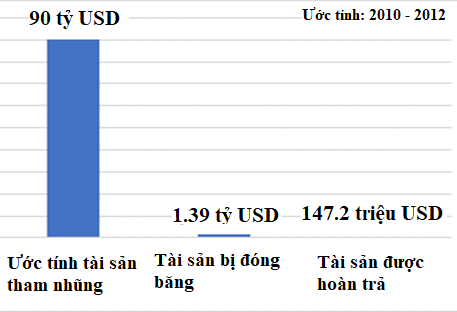 90 tỷ USD
Ước tính: 2010 - 2012
1.39 tỷ USD
147.2 triệu USD
Ước tính tài sản
tham nhũng
Tài sản bị đóng
băng
Tài sản được
hoàn trả